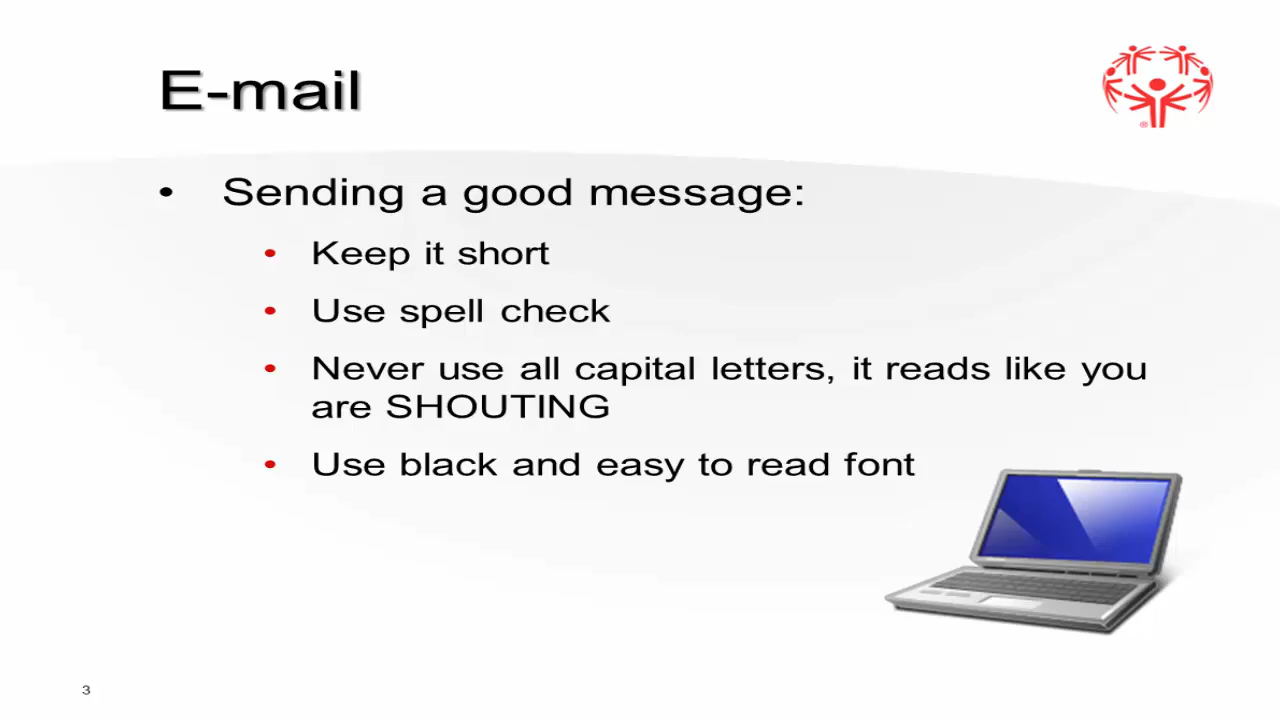 E-mail
®
• Sending a good message:
• Keep it short
• Use spell check
• Never use all capital letters, it reads like you
are SHOUTING
• Use black and easy to read font
3